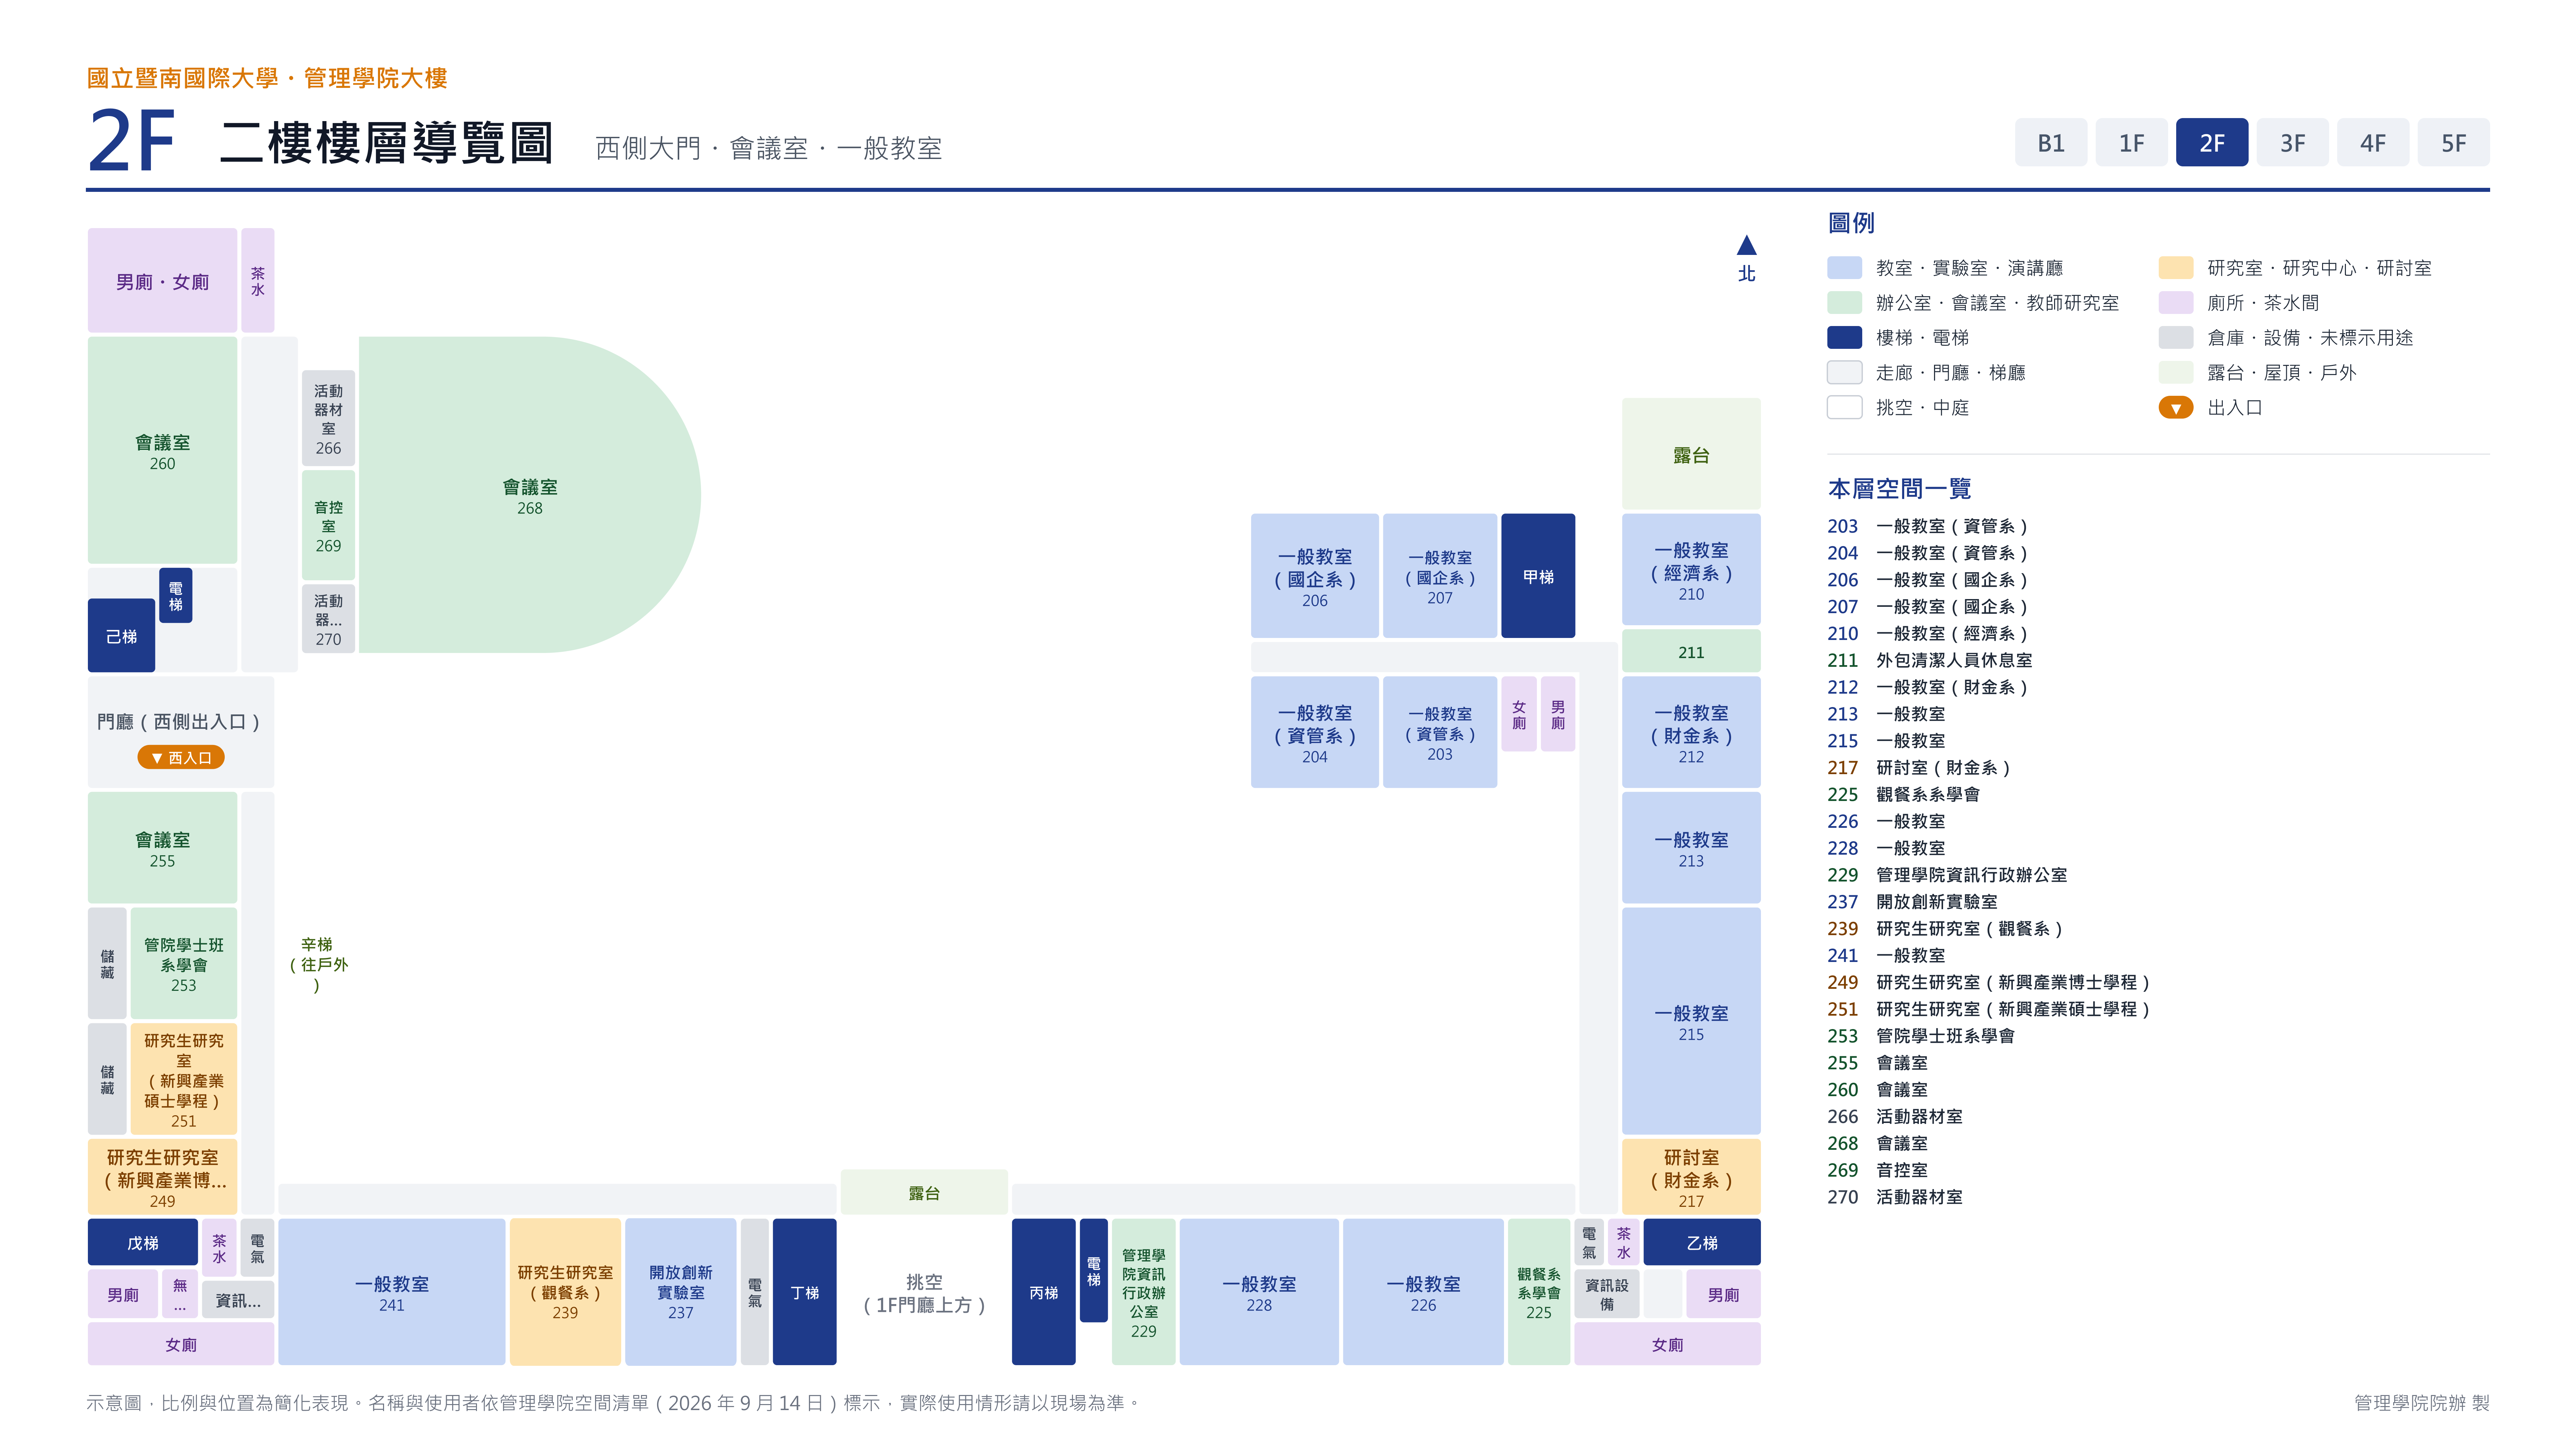 國立暨南國際大學．管理學院大樓
2F 二樓樓層導覽圖 西側大門．會議室．一般教室
B1 1F 2F 3F 4F 5F
男廁．女廁
茶
水
會議室
260
活動
器材
室
266
音控
室
269
活動
器...
270
會議室
268
電
梯
己梯
門廳（西側出入口）
▼ 西入口
會議室
255
儲
藏
管院學士班
系學會
253
辛梯
（往戶外
）
儲
藏
研究生研究
室
（新興產業
碩士學程）
251
研究生研究室
（新興產業博...
249
戊梯
茶
水
電
氣
男廁
無
...
資訊...
女廁
一般教室
241
研究生研究室
（觀餐系）
239
開放創新
實驗室
237
電
氣
丁梯
露台
挑空
（1F門廳上方）
丙梯
電
梯
管理學
院資訊
行政辦
公室
229
一般教室
228
一般教室
226
觀餐系
系學會
225
電
氣
茶
水
乙梯
資訊設
備
男廁
女廁
▲
北
露台
一般教室
（國企系）
206
一般教室
（國企系）
207
甲梯
一般教室
（經濟系）
210
211
一般教室
（資管系）
204
一般教室
（資管系）
203
女
廁
男
廁
一般教室
（財金系）
212
一般教室
213
一般教室
215
研討室
（財金系）
217
圖例
教室．實驗室．演講廳
研究室．研究中心．研討室
辦公室．會議室．教師研究室
廁所．茶水間
樓梯．電梯
倉庫．設備．未標示用途
走廊．門廳．梯廳
露台．屋頂．戶外
挑空．中庭
▼ 出入口
本層空間一覽
203 一般教室（資管系）
204 一般教室（資管系）
206 一般教室（國企系）
207 一般教室（國企系）
210 一般教室（經濟系）
211 外包清潔人員休息室
212 一般教室（財金系）
213 一般教室
215 一般教室
217 研討室（財金系）
225 觀餐系系學會
226 一般教室
228 一般教室
229 管理學院資訊行政辦公室
237 開放創新實驗室
239 研究生研究室（觀餐系）
241 一般教室
249 研究生研究室（新興產業博士學程）
251 研究生研究室（新興產業碩士學程）
253 管院學士班系學會
255 會議室
260 會議室
266 活動器材室
268 會議室
269 音控室
270 活動器材室
示意圖，比例與位置為簡化表現。名稱與使用者依管理學院空間清單（2026 年 9 月 14 日）標示，實際使用情形請以現場為準。
管理學院院辦 製